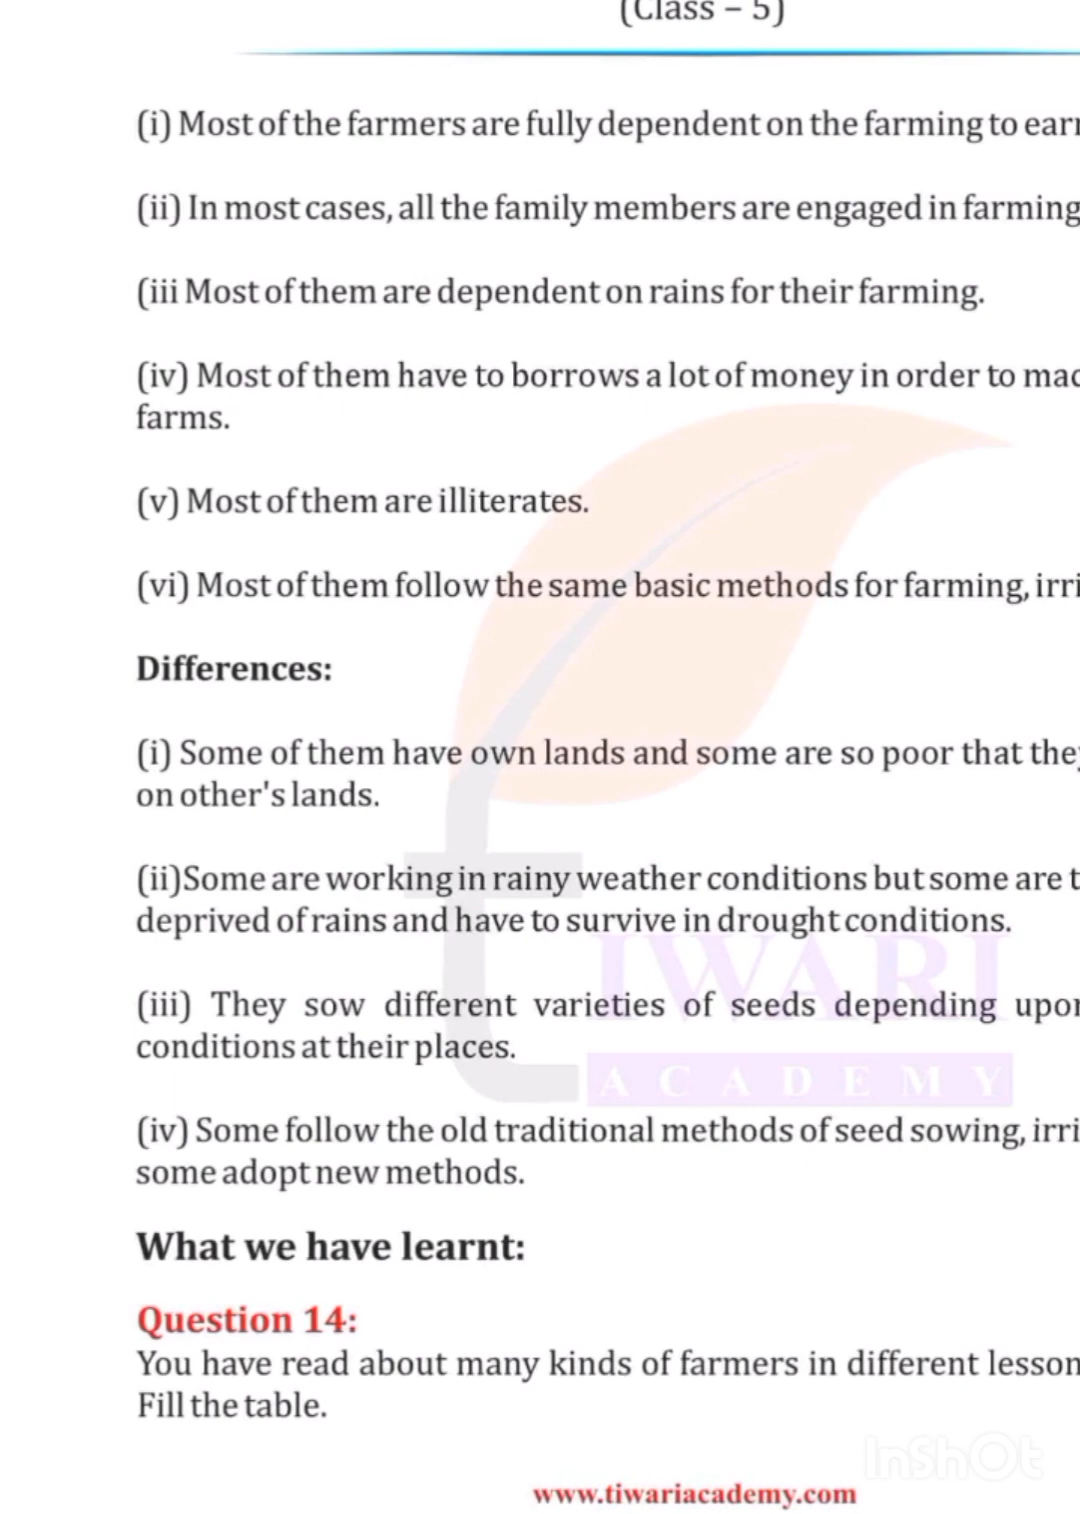 (Class – 5)
(i) Most of the farmers are fully dependent on the farming to
(ii) In most cases, all the family members are engaged in farming
(iii Most of them are dependent on rains for their farming.
(iv) Most of them have to borrows a lot of money in order to
farms.
(v) Most of them are illiterates.
(vi) Most of them follow the same basic methods for farming,
Differences:
(i) Some of them have own lands and some are so poor that
on other's lands.
(ii)Some are working in rainy weather conditions but some are
deprived of rains and have to survive in drought conditions.
(iii) They sow different varieties of seeds depending
conditions at their places.
(iv) Some follow the old traditional methods of seed sowing,
some adopt new methods.
IWARI
ACADEMY
What we have learnt:
Question 14:
You have read about many kinds of farmers in different
Fill the table.
InShOt
www.tiwariacademy.com